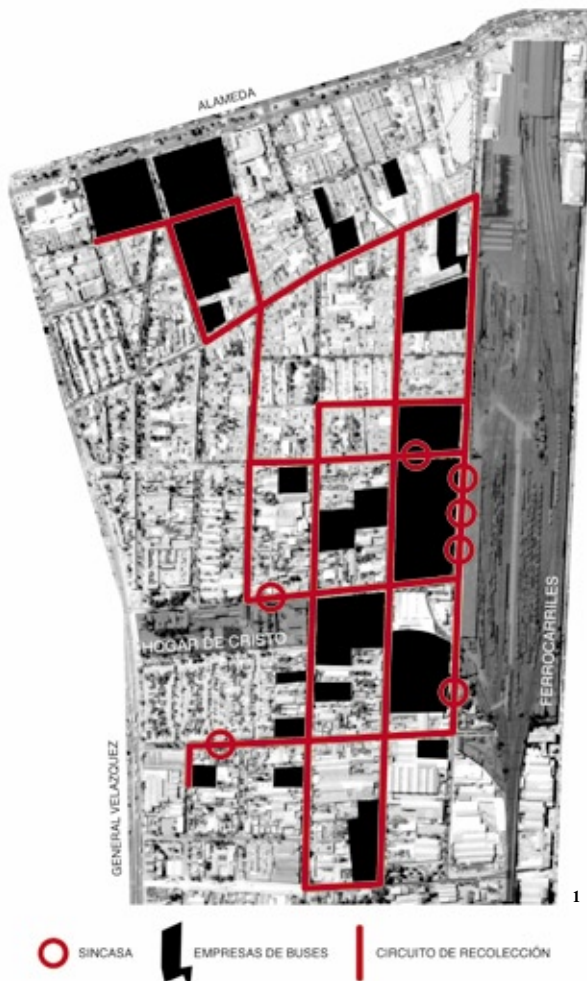 ALAMEDA
HOGAR DE CRISTO
FERROCARRILES
GENERAL VELAZQUEZ
1
SINCASA
EMPRESAS DE BUSES
CIRCUITO DE RECOLECCIÓN